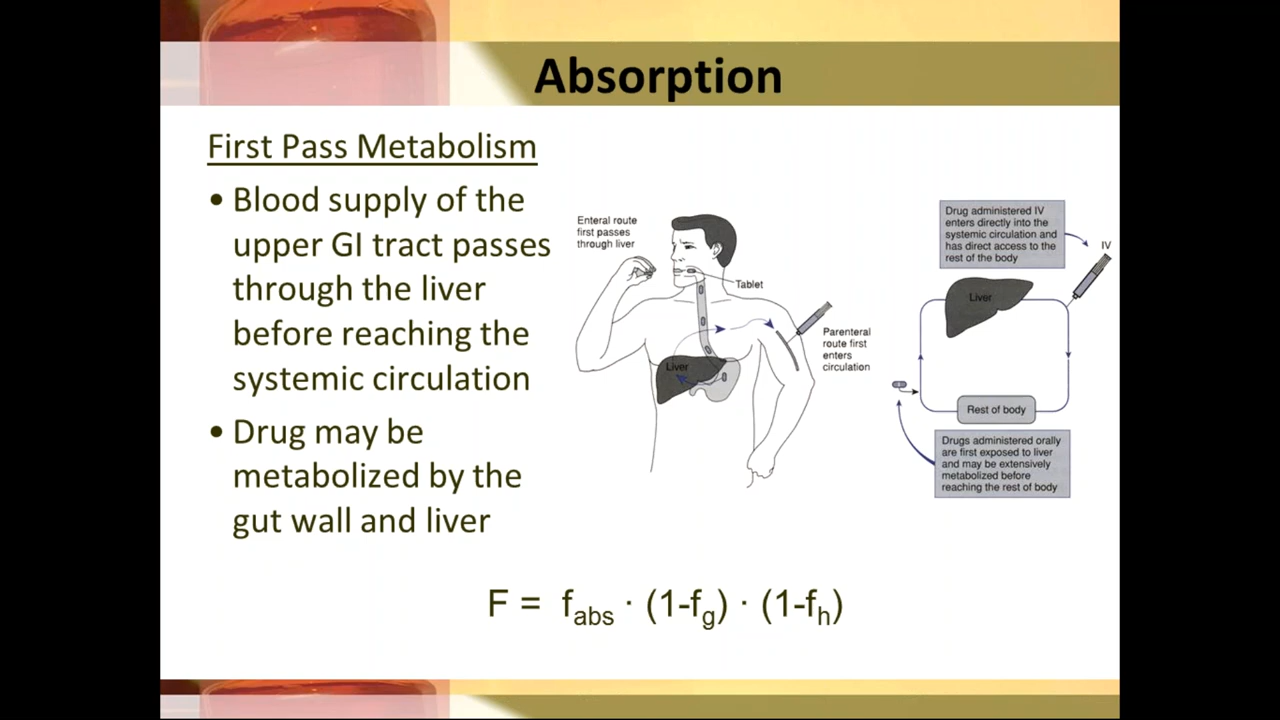 Absorption
First Pass Metabolism
• Blood supply of the
upper GI tract passes
through the liver
before reaching the
systemic circulation
• Drug may be
metabolized by the
gut wall and liver
Enteral route
first passes
through liver
Tablet
Parenteral
route first
enters
circulation
Liver
Drug administered IV
enters directly into the
systemic circulation and
has direct access to the
rest of the body
IV
Liver
Rest of body
Drugs administered orally
are first exposed to liver
and may be extensively
metabolized before
reaching the rest of body
F = fabs · (1-fg) · (1-fh)